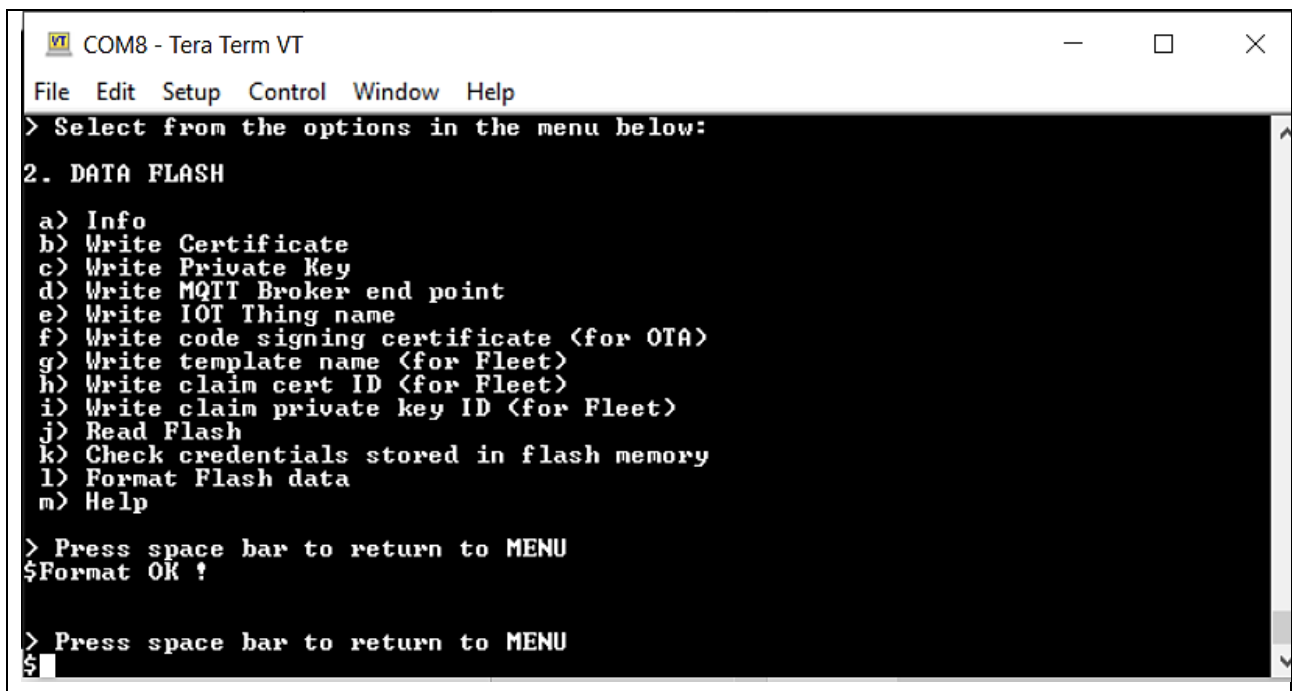 COM8 - Tera Term VT
File Edit Setup Control Window Help
> Select from the options in the menu below:
2. DATA FLASH
a) Info
b) Write Certificate
c) Write Private Key
d) Write MQTT Broker end point
e) Write IOT Thing name
f) Write code signing certificate (for OTA)
g) Write template name (for Fleet)
h) Write claim cert ID (for Fleet)
i) Write claim private key ID (for Fleet)
j) Read Flash
k) Check credentials stored in flash memory
l) Format Flash data
m) Help
> Press space bar to return to MENU
$Format OK !
> Press space bar to return to MENU
$